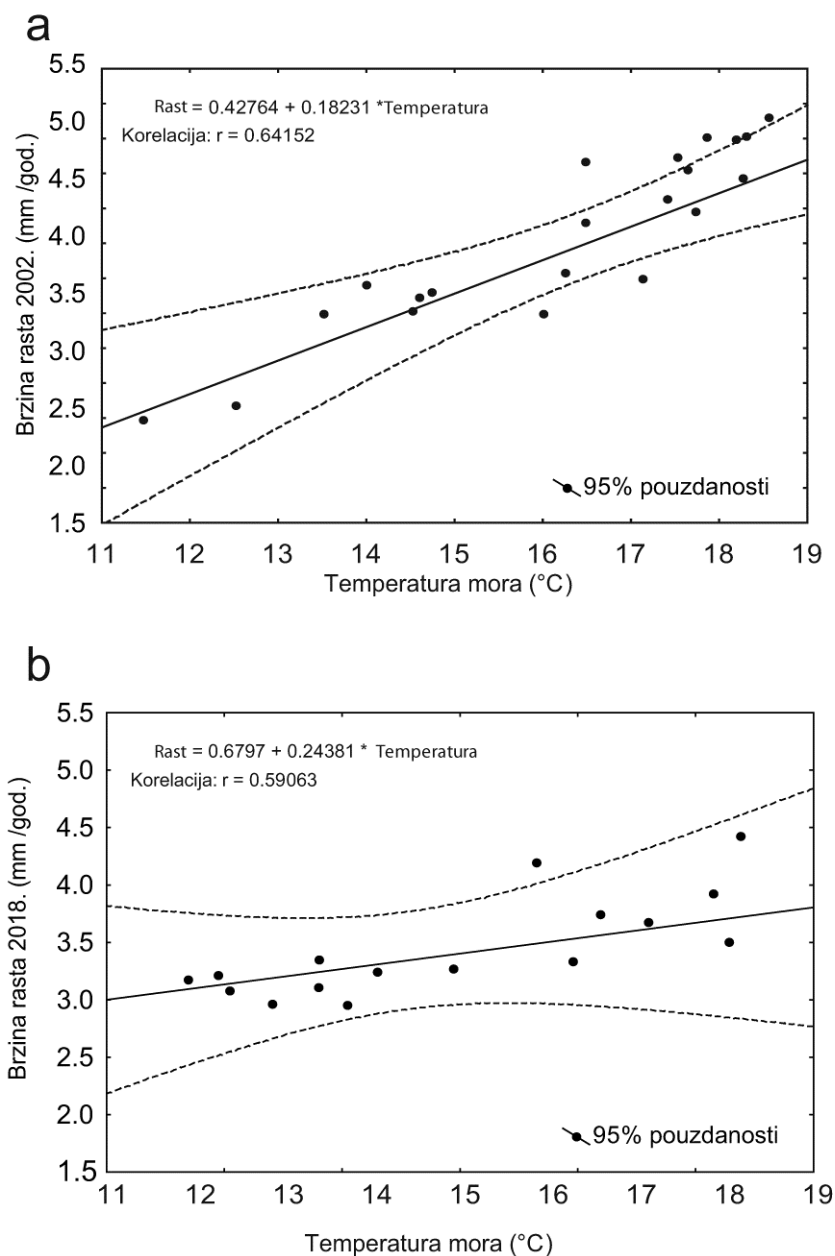 a
Brzina rasta 2002. (mm /god.)
5.5
5.0
4.5
4.0
3.5
3.0
2.5
2.0
1.5
Rast = 0.42764 + 0.18231 *Temperatura
Korelacija: r = 0.64152
95% pouzdanosti
11 12 13 14 15 16 17 18 19
Temperatura mora (°C)
b
Brzina rasta 2018. (mm /god.)
5.5
5.0
4.5
4.0
3.5
3.0
2.5
2.0
1.5
Rast = 0.6797 + 0.24381 * Temperatura
Korelacija: r = 0.59063
95% pouzdanosti
11 12 13 14 15 16 17 18 19
Temperatura mora (°C)